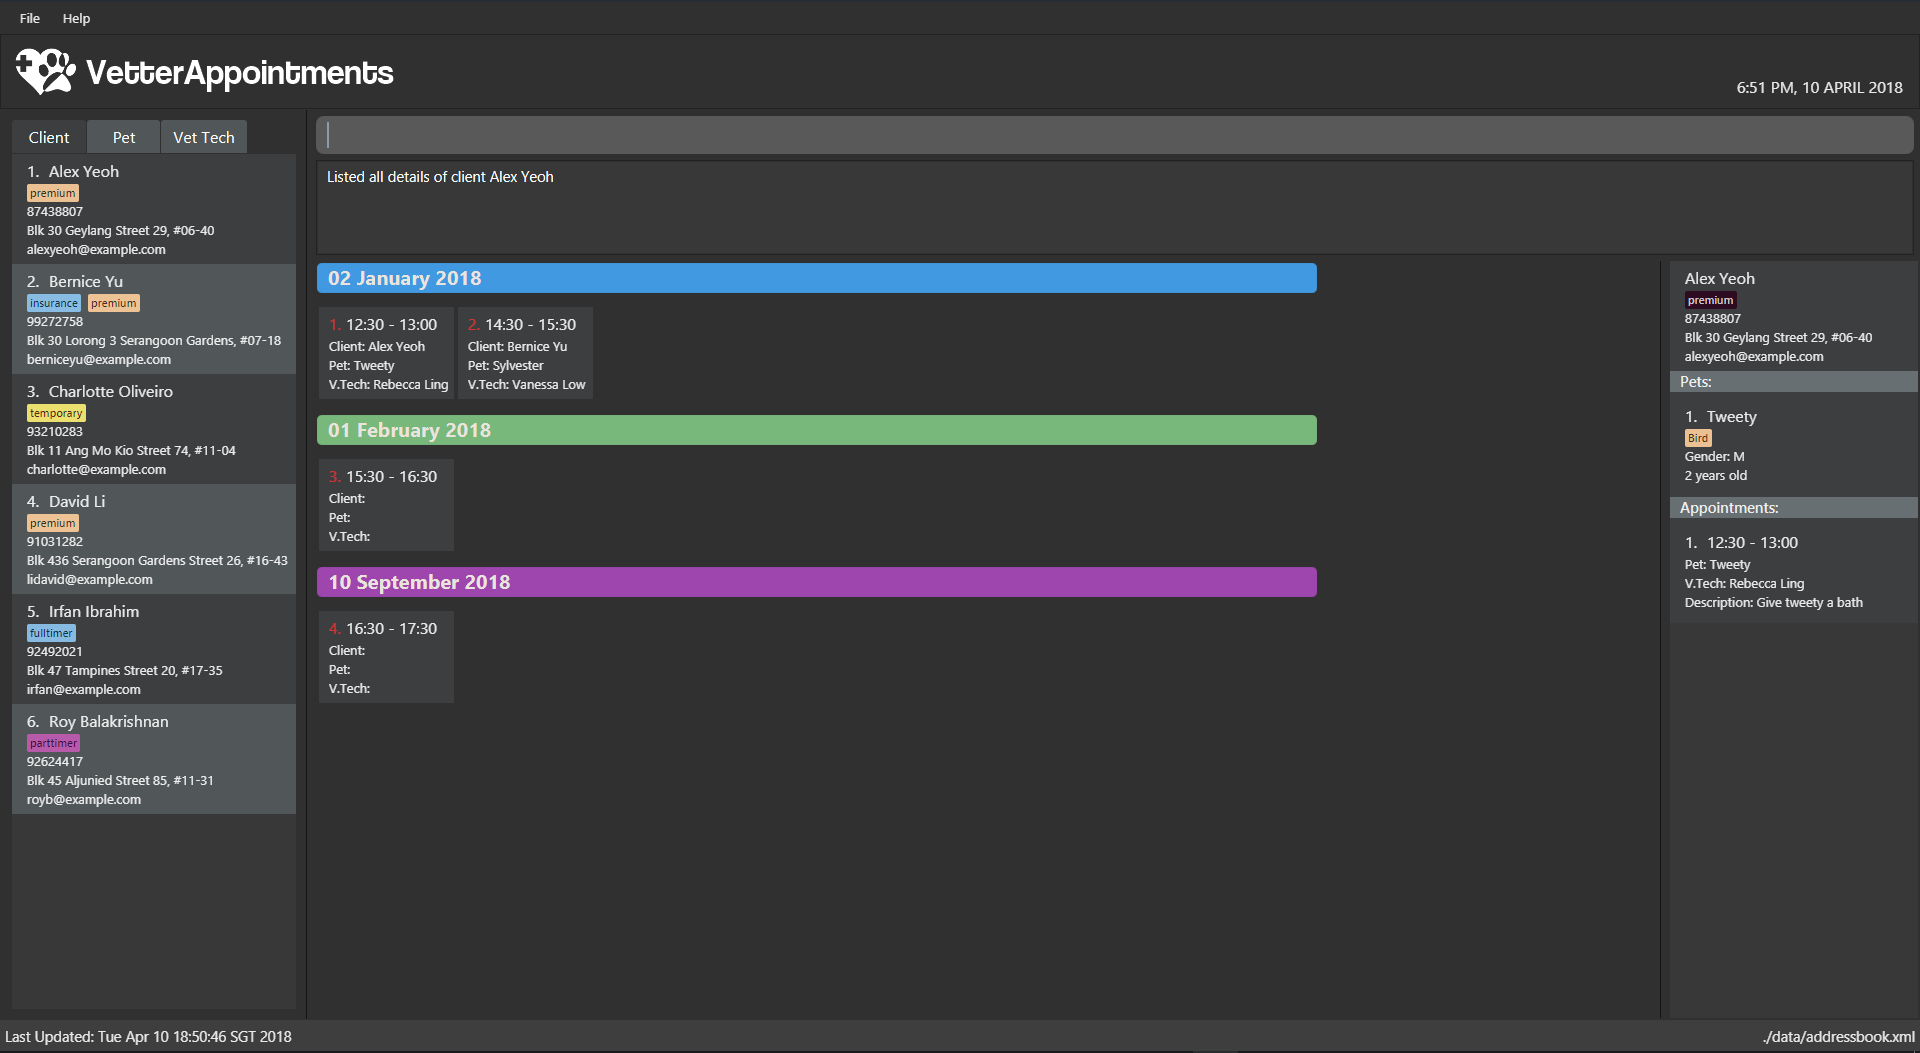 File Help
VetterAppointments
6:51 PM, 10 APRIL 2018
Client Pet Vet Tech
1. Alex Yeoh
premium
87438807
Blk 30 Geylang Street 29, #06-40
alexyeoh@example.com
2. Bernice Yu
insurance premium
99272758
Blk 30 Lorong 3 Serangoon Gardens, #07-18
berniceyu@example.com
3. Charlotte Oliveiro
temporary
93210283
Blk 11 Ang Mo Kio Street 74, #11-04
charlotte@example.com
4. David Li
premium
91031282
Blk 436 Serangoon Gardens Street 26, #16-43
lidavid@example.com
5. Irfan Ibrahim
fulltimer
92492021
Blk 47 Tampines Street 20, #17-35
irfan@example.com
6. Roy Balakrishnan
parttimer
92624417
Blk 45 Aljunied Street 85, #11-31
royb@example.com
Listed all details of client Alex Yeoh
02 January 2018
1. 12:30 - 13:00
Client: Alex Yeoh
Pet: Tweety
V.Tech: Rebecca Ling
2. 14:30 - 15:30
Client: Bernice Yu
Pet: Sylvester
V.Tech: Vanessa Low
01 February 2018
3. 15:30 - 16:30
Client:
Pet:
V.Tech:
10 September 2018
4. 16:30 - 17:30
Client:
Pet:
V.Tech:
Alex Yeoh
premium
87438807
Blk 30 Geylang Street 29, #06-40
alexyeoh@example.com
Pets:
1. Tweety
Bird
Gender: M
2 years old
Appointments:
1. 12:30 - 13:00
Pet: Tweety
V.Tech: Rebecca Ling
Description: Give tweety a bath
Last Updated: Tue Apr 10 18:50:46 SGT 2018
./data/addressbook.xml